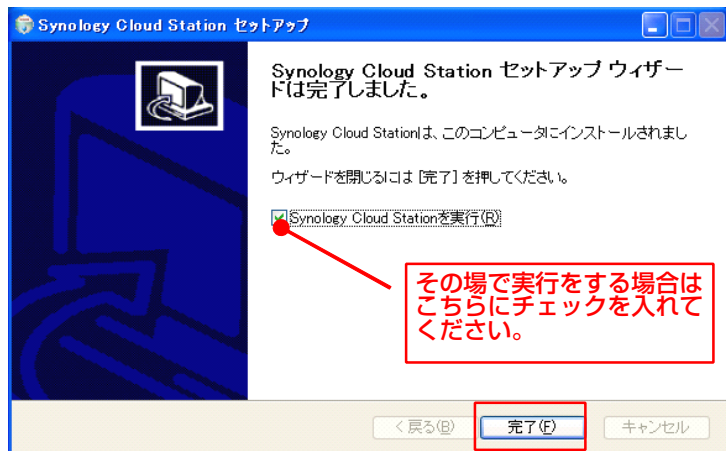 Synology Cloud Station セットアップ
Synology Cloud Station セットアップ ウィザー
ドは完了しました。
Synology Cloud Stationは、このコンピュータにインストールされまし
た。
ウィザードを閉じるには [完了] を押してください。
Synology Cloud Stationを実行(R)
その場で実行をする場合は
こちらにチェックを入れて
ください。
< 戻る(B)
完了(F)
キャンセル